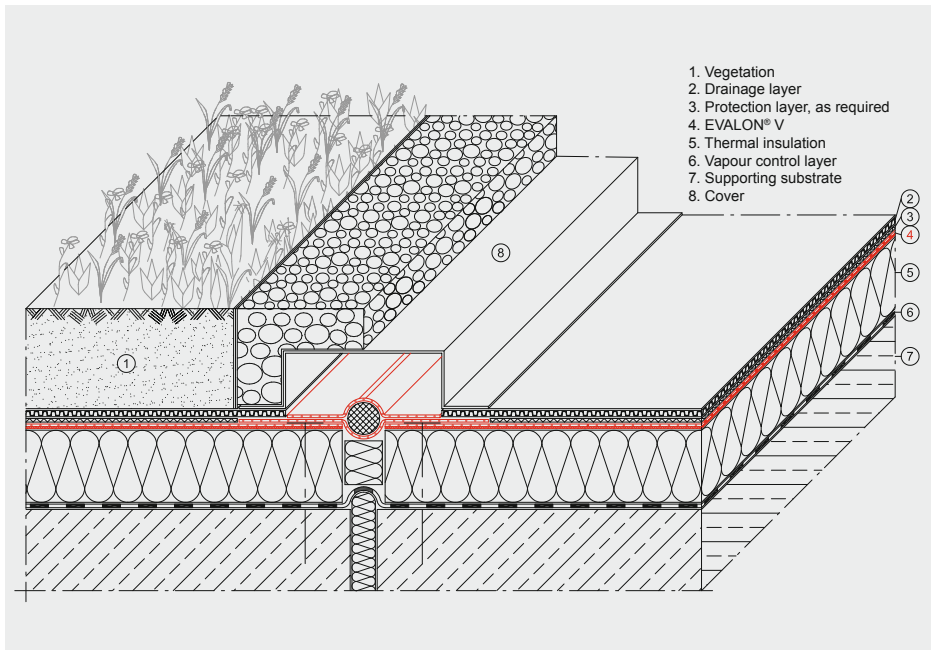 1. Vegetation
2. Drainage layer
3. Protection layer, as required
4. EVALON® V
5. Thermal insulation
6. Vapour control layer
7. Supporting substrate
8. Cover
2
3
4
8
5
6
1
7